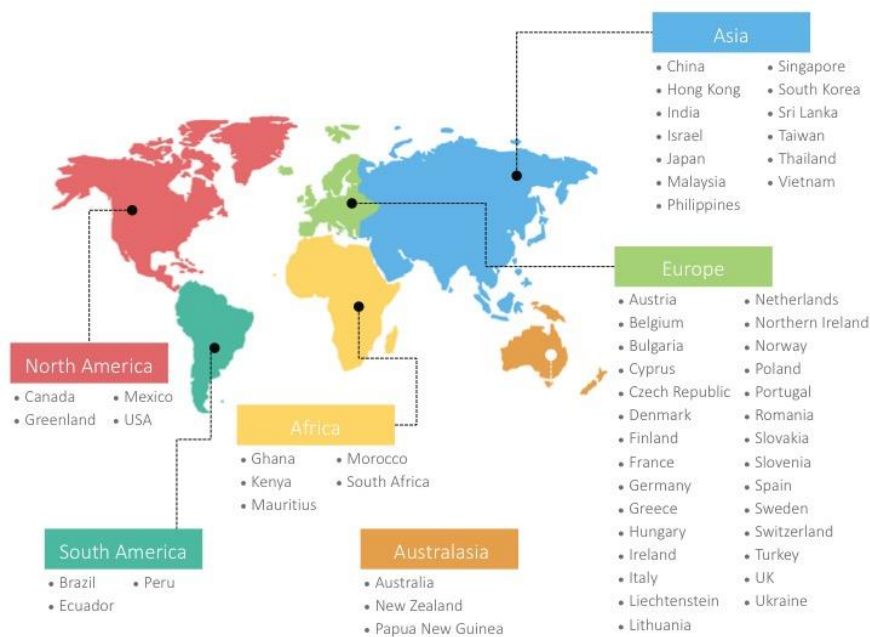 Asia
• China
• Hong Kong
• India
• Israel
• Japan
• Malaysia
• Philippines
• Singapore
• South Korea
• Sri Lanka
• Taiwan
• Thailand
• Vietnam
Europe
• Austria
• Belgium
• Bulgaria
• Cyprus
• Czech Republic
• Denmark
• Finland
• France
• Germany
• Greece
• Hungary
• Ireland
• Italy
• Liechtenstein
• Lithuania
• Netherlands
• Northern Ireland
• Norway
• Poland
• Portugal
• Romania
• Slovakia
• Slovenia
• Spain
• Sweden
• Switzerland
• Turkey
• UK
• Ukraine
North America
• Canada
• Greenland
• Mexico
• USA
Africa
• Ghana
• Kenya
• Mauritius
• Morocco
• South Africa
South America
• Brazil
• Ecuador
• Peru
Australasia
• Australia
• New Zealand
• Papua New Guinea